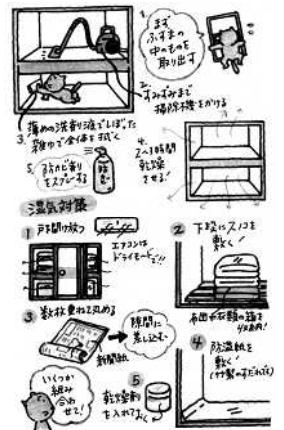 1.
まず
ふすまの
中のものを
取り出す
2.
すみずみまで
掃除機をかける
3.
薄めの洗剤液でしぼった
雑巾で全体を拭く
4.
2~3時間
乾燥
させる!
5.
防カビ剤を
スプレーする
湿気対策
1 戸を開け放つ
エアコンは
ドライモードで!!
2 下段にスノコを
敷く!
布団や衣類の箱を
3 数枚重ねて丸める
新聞紙
隙間に
差し込む
4 防湿紙を
敷く!
5 乾燥剤
を入れておく
いくつか
組み
合わ
せて!